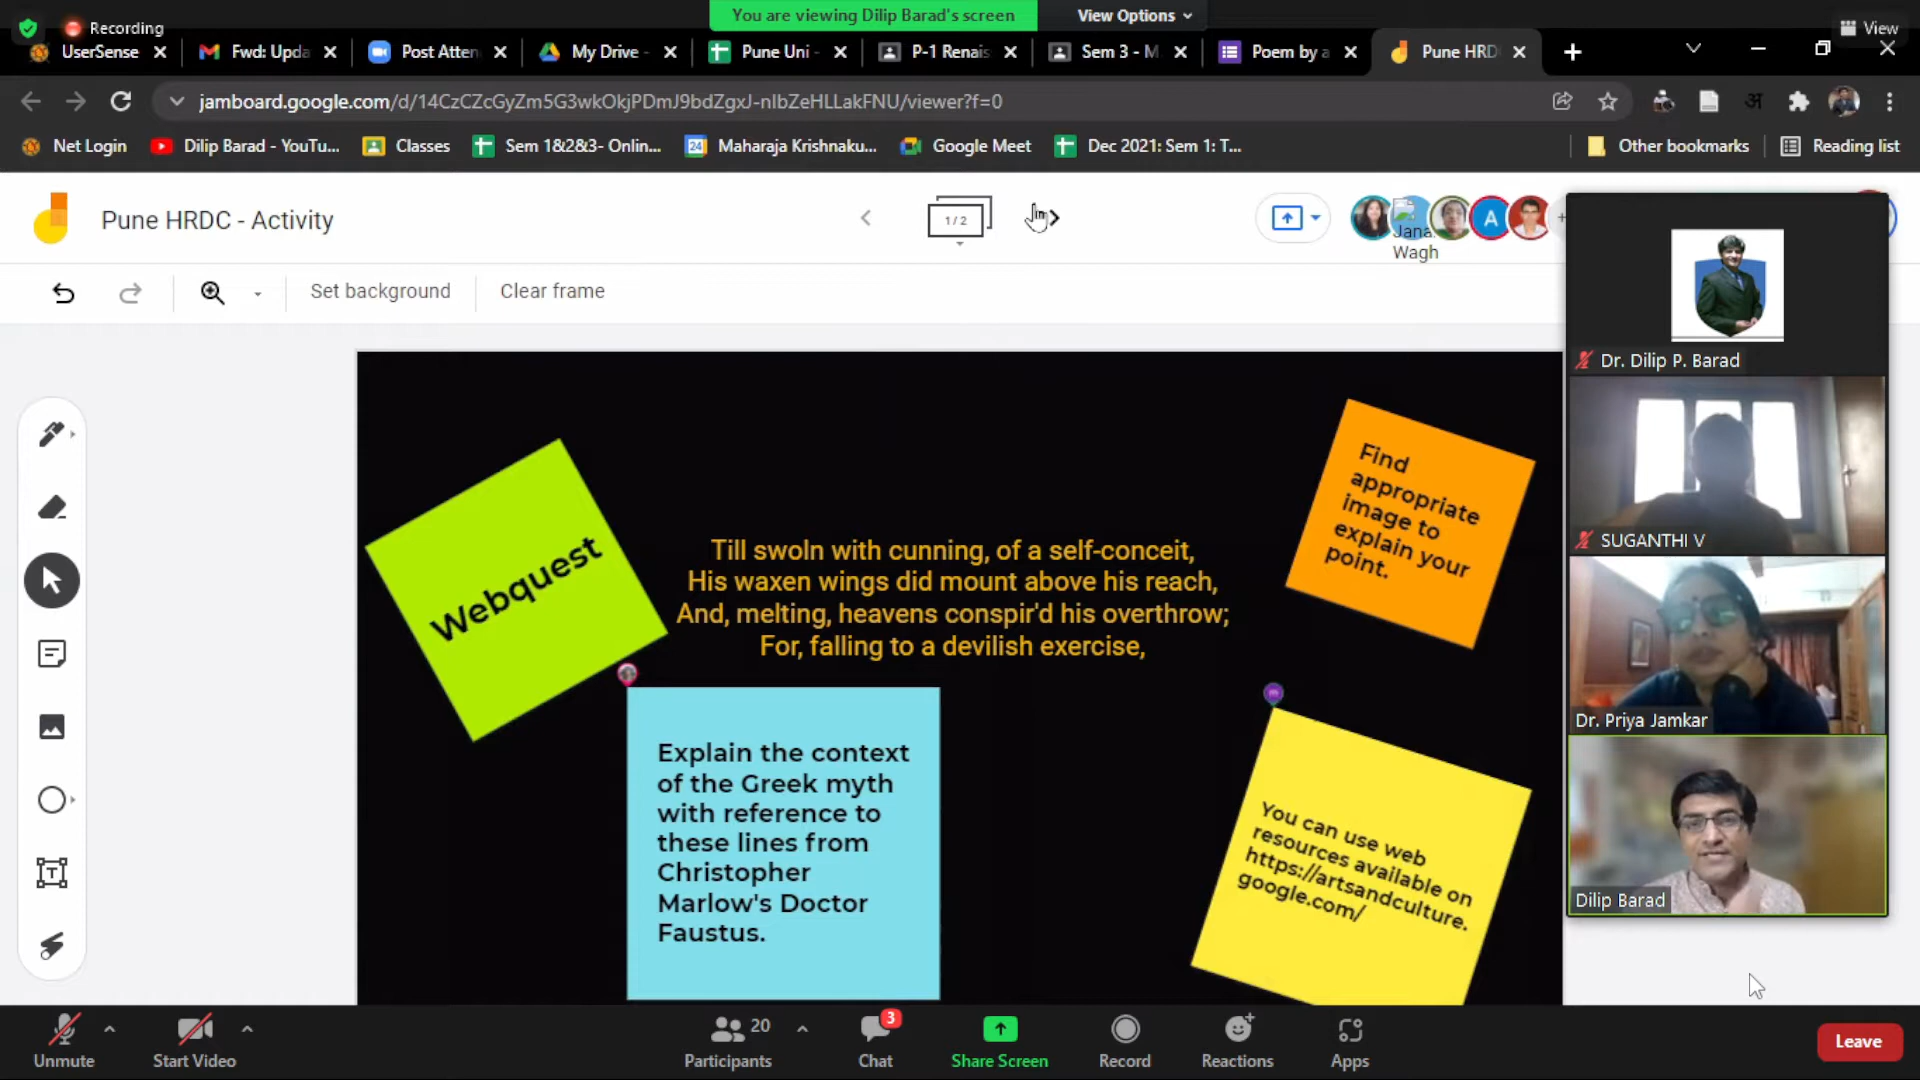 Recording
You are viewing Dilip Barad's screen
View Options
View
UserSense
Fwd: Upda
Post Atten
My Drive -
Pune Uni -
P-1 Renais
Sem 3 - M
Poem by a
Pune HRD
jamboard.google.com/d/14CzCZcGyZm5G3wkOkjPDmJ9bdZgxJ-nIbZeHLLakFNU/viewer?f=0
Net Login
Dilip Barad - YouTu...
Classes
Sem 1&2&3- Onlin...
Maharaja Krishnaku...
Google Meet
Dec 2021: Sem 1: T...
Other bookmarks
Reading list
Pune HRDC - Activity
1 / 2
A
Jana
Wagh
Set background
Clear frame
Webquest
Till swoln with cunning, of a self-conceit,
His waxen wings did mount above his reach,
And, melting, heavens conspir'd his overthrow;
For, falling to a devilish exercise,
Find
appropriate
image to
explain your
point.
Explain the context
of the Greek myth
with reference to
these lines from
Christopher
Marlow's Doctor
Faustus.
You can use web
resources available on
https://artsandculture.
google.com/
Dr. Dilip P. Barad
SUGANTHI V
Dr. Priya Jamkar
Dilip Barad
Unmute
Start Video
20
Participants
3
Chat
Share Screen
Record
Reactions
Apps
Leave